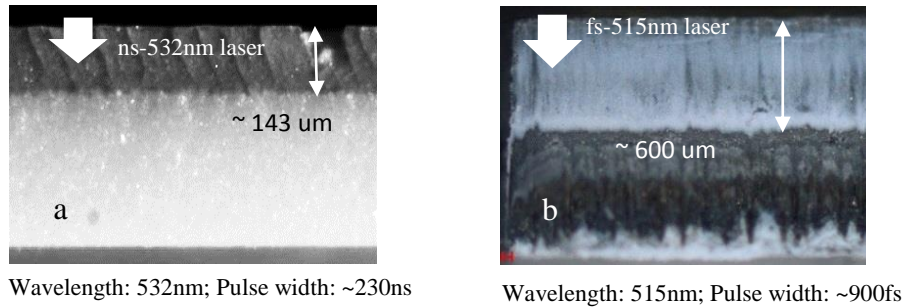 ns-532nm laser
~ 143 um
a
Wavelength: 532nm; Pulse width: ~230ns
fs-515nm laser
~ 600 um
b
Wavelength: 515nm; Pulse width: ~900fs